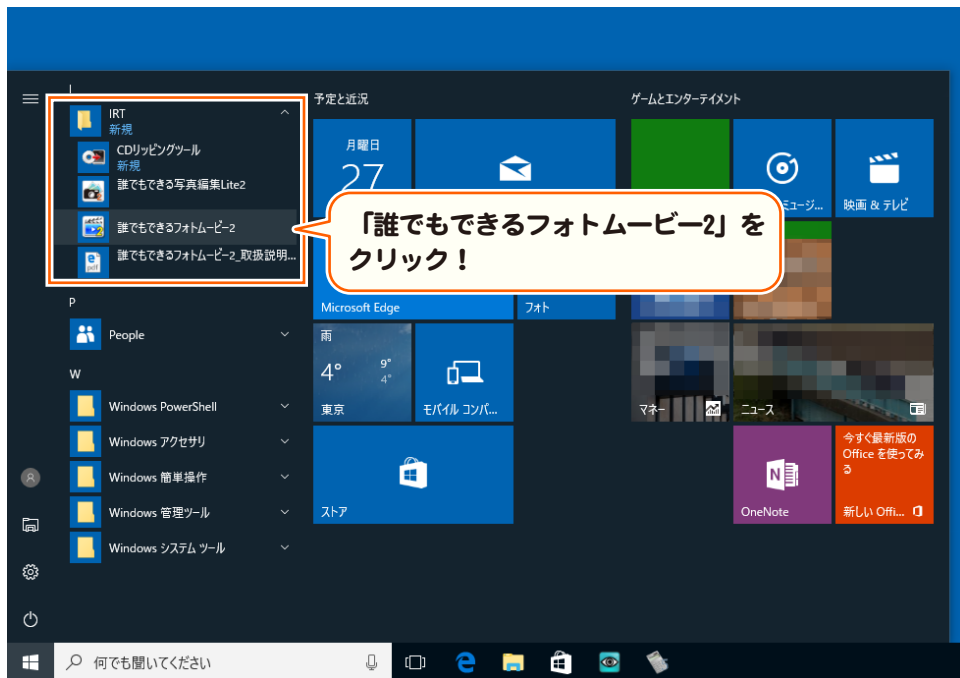 I
IRT
新規
CDリッピングツール
新規
誰でもできる写真編集Lite2
誰でもできるフォトムービー2
誰でもできるフォトムービー2_取扱説明...
P
People
W
Windows PowerShell
Windows アクセサリ
Windows 簡単操作
Windows 管理ツール
Windows システム ツール
予定と近況
月曜日
27
「誰でもできるフォトムービー2」を
クリック！
Microsoft Edge
フォト
雨
4°
9°
4°
東京
モバイル コンパ...
ストア
ゲームとエンターテイメント
ミュージ...
映画 & テレビ
マネー
ニュース
OneNote
今すぐ最新版の
Office を使ってみ
る
新しい Offi...
何でも聞いてください